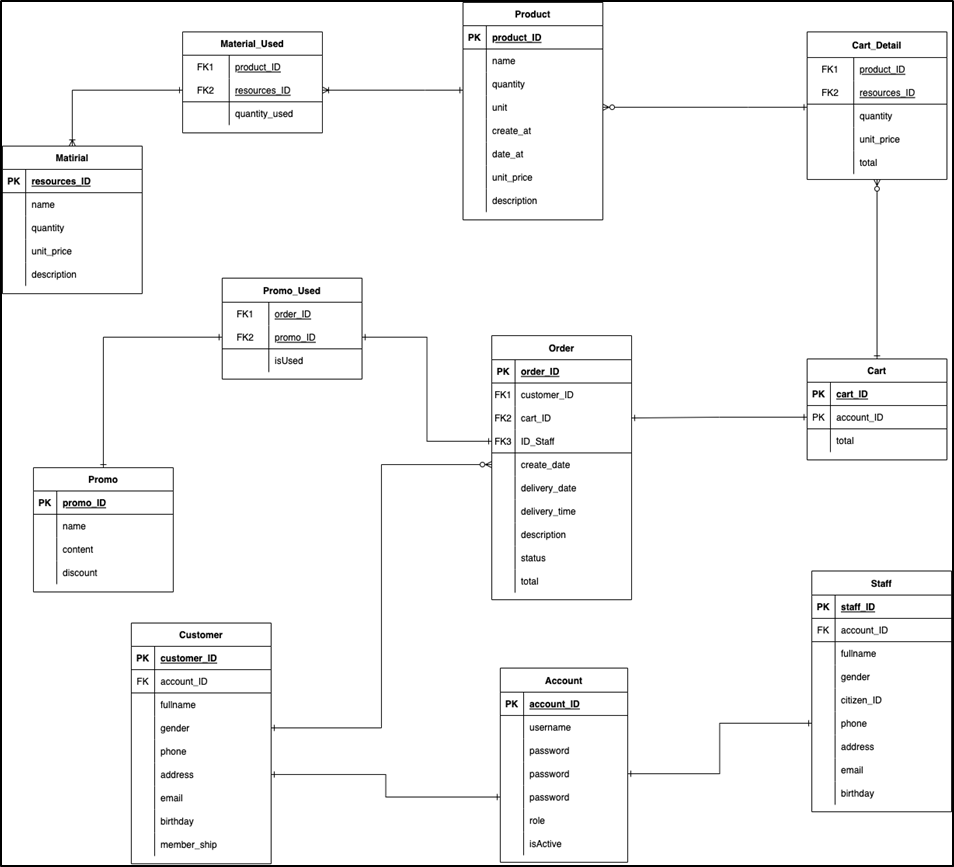 Product
PK product_ID
name
quantity
unit
create_at
date_at
unit_price
description
Material_Used
FK1 product_ID
FK2 resources_ID
quantity_used
Cart_Detail
FK1 product_ID
FK2 resources_ID
quantity
unit_price
total
Matirial
PK resources_ID
name
quantity
unit_price
description
Promo_Used
FK1 order_ID
FK2 promo_ID
isUsed
Order
PK order_ID
FK1 customer_ID
FK2 cart_ID
FK3 ID_Staff
create_date
delivery_date
delivery_time
description
status
total
Cart
PK cart_ID
PK account_ID
total
Promo
PK promo_ID
name
content
discount
Staff
PK staff_ID
FK account_ID
fullname
gender
citizen_ID
phone
address
email
birthday
Customer
PK customer_ID
FK account_ID
fullname
gender
phone
address
email
birthday
member_ship
Account
PK account_ID
username
password
password
password
role
isActive